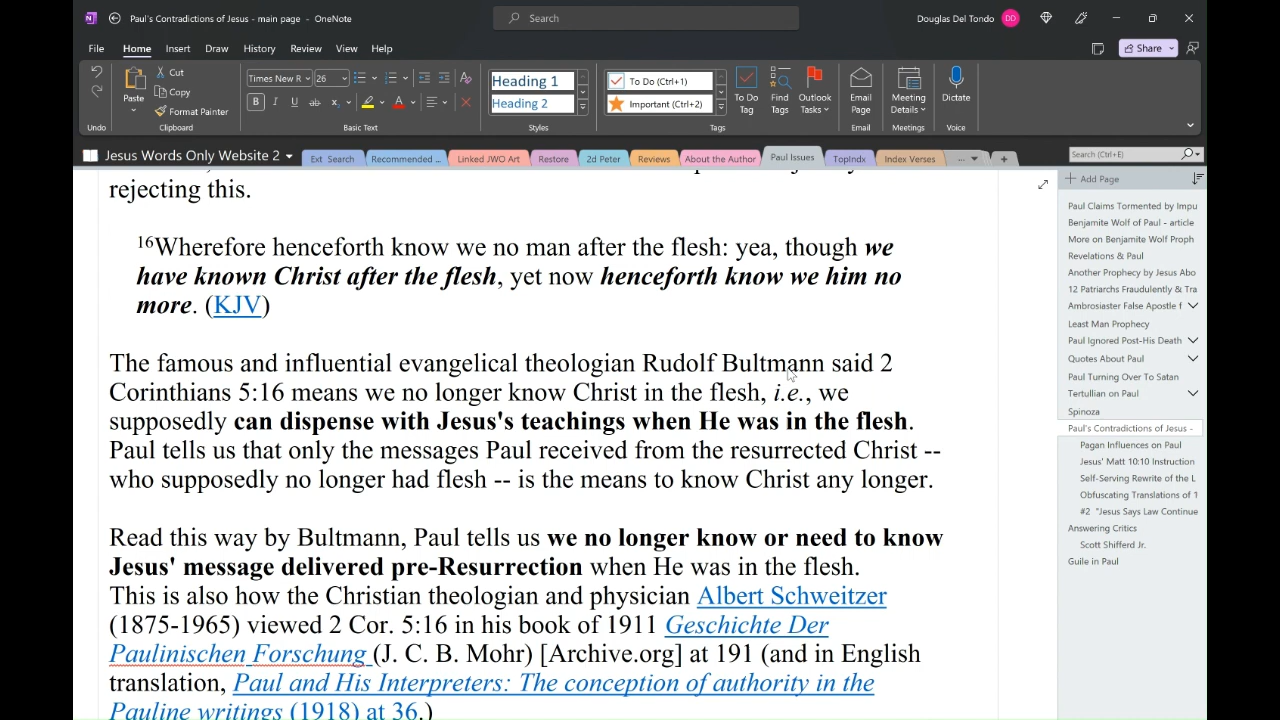 Paul's Contradictions of Jesus - main page - OneNote
Search
Douglas Del Tondo
DD
File
Home
Insert
Draw
History
Review
View
Help
Share
Paste
Cut
Copy
Format Painter
Times New R
26
Heading 1
Heading 2
To Do (Ctrl+1)
Important (Ctrl+2)
To Do Tag
Find Tags
Outlook Tasks
Email Page
Meeting Details
Dictate
Undo
Clipboard
Basic Text
Styles
Tags
Email
Meetings
Voice
Jesus Words Only Website 2
Ext Search
Recommended ...
Linked JWO Art
Restore
2d Peter
Reviews
About the Author
Paul Issues
TopIndx
Index Verses
...
Search (Ctrl+E)
rejecting this.
16Wherefore henceforth know we no man after the flesh: yea, though we
have known Christ after the flesh, yet now henceforth know we him no
more. (KJV)
The famous and influential evangelical theologian Rudolf Bultmann said 2
Corinthians 5:16 means we no longer know Christ in the flesh, i.e., we
supposedly can dispense with Jesus's teachings when He was in the flesh.
Paul tells us that only the messages Paul received from the resurrected Christ --
who supposedly no longer had flesh -- is the means to know Christ any longer.
Read this way by Bultmann, Paul tells us we no longer know or need to know
Jesus' message delivered pre-Resurrection when He was in the flesh.
This is also how the Christian theologian and physician Albert Schweitzer
(1875-1965) viewed 2 Cor. 5:16 in his book of 1911 Geschichte Der
Paulinischen Forschung (J. C. B. Mohr) [Archive.org] at 191 (and in English
translation, Paul and His Interpreters: The conception of authority in the
Pauline writings (1918) at 36.)
Add Page
Paul Claims Tormented by Impu
Benjamite Wolf of Paul - article
More on Benjamite Wolf Proph
Revelations & Paul
Another Prophecy by Jesus Abo
12 Patriarchs Fraudulently & Tra
Ambrosiaster False Apostle f
Least Man Prophecy
Paul Ignored Post-His Death
Quotes About Paul
Paul Turning Over To Satan
Tertullian on Paul
Spinoza
Paul's Contradictions of Jesus -
Pagan Influences on Paul
Jesus' Matt 10:10 Instruction
Self-Serving Rewrite of the L
Obfuscating Translations of 1
#2 "Jesus Says Law Continue
Answering Critics
Scott Shifferd Jr.
Guile in Paul